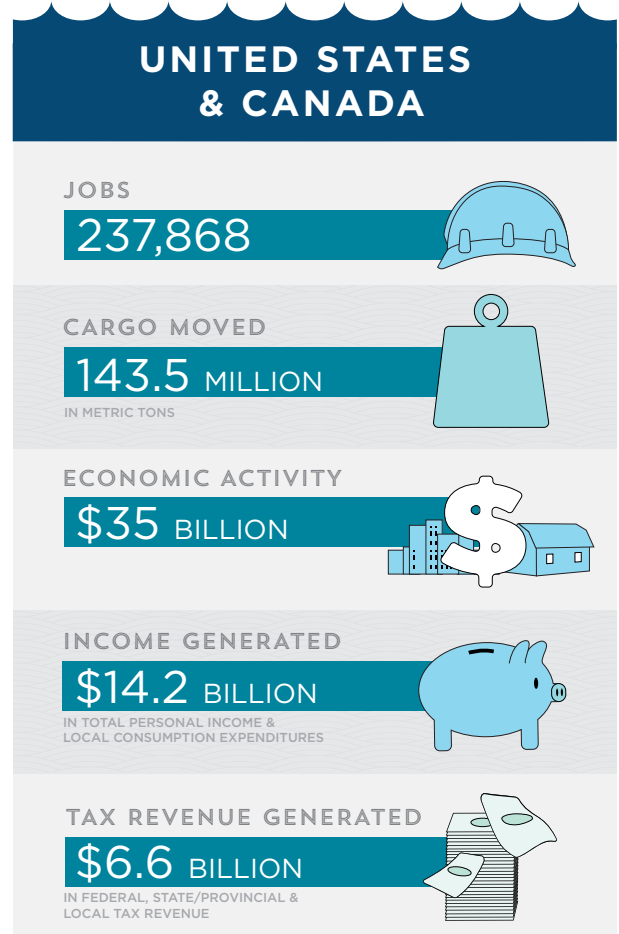 UNITED STATES
& CANADA
JOBS
237,868
CARGO MOVED
143.5 MILLION
IN METRIC TONS
ECONOMIC ACTIVITY
$35 BILLION
$
INCOME GENERATED
$14.2 BILLION
IN TOTAL PERSONAL INCOME &
LOCAL CONSUMPTION EXPENDITURES
TAX REVENUE GENERATED
$6.6 BILLION
IN FEDERAL, STATE/PROVINCIAL &
LOCAL TAX REVENUE